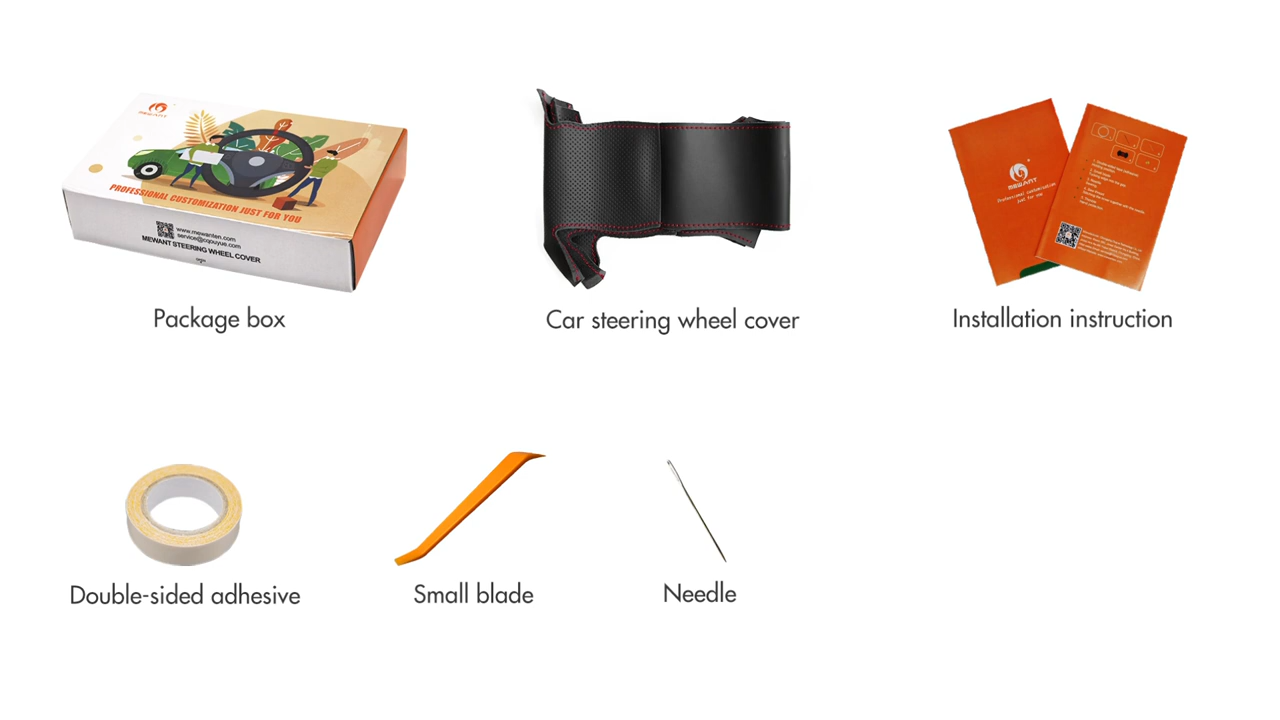 MEWANT
PROFESSIONAL CUSTOMIZATION JUST FOR YOU
www.mewanten.com
service@cqouyue.com
MEWANT STEERING WHEEL COVER
Package box
Car steering wheel cover
MEWANT
Professional customization
just for you
Installation instruction
Double-sided adhesive
Small blade
Needle